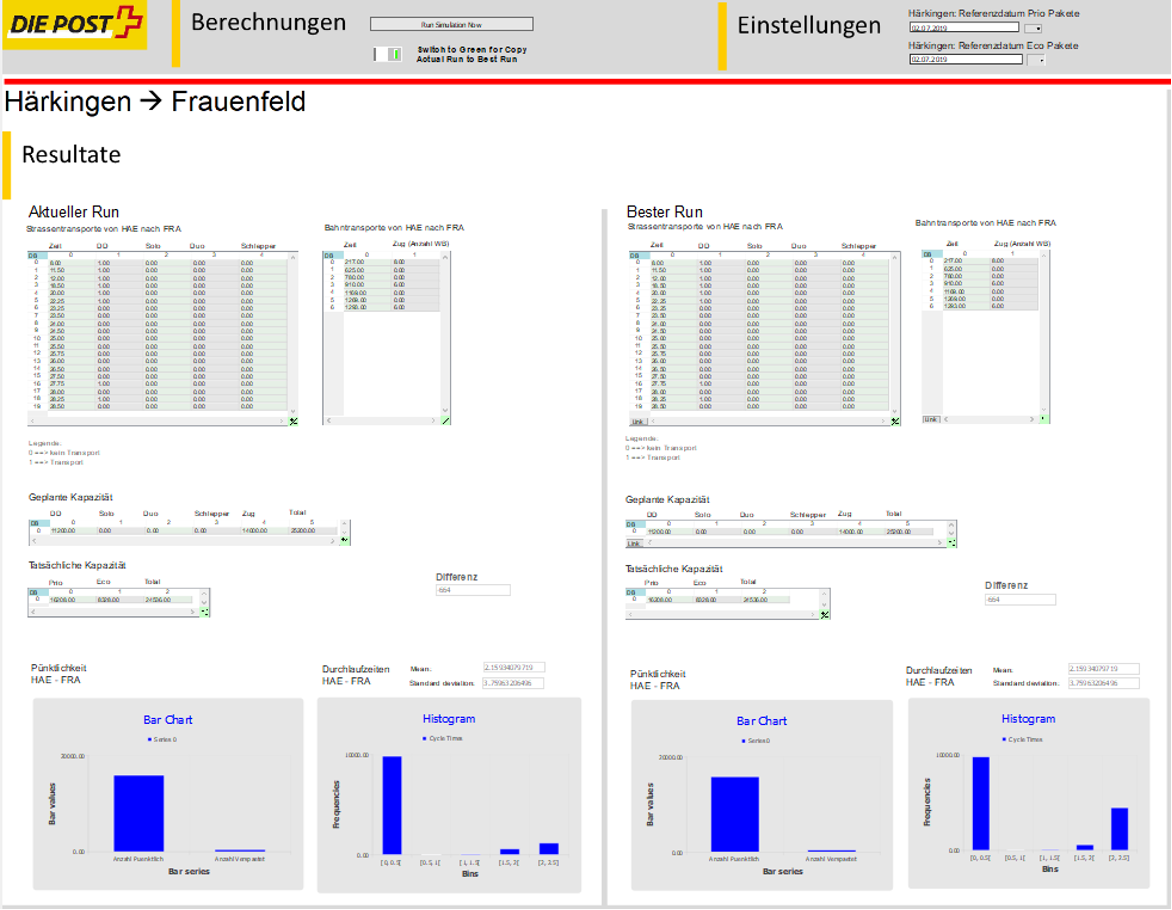 DIE POST
Berechnungen
Run Simulation Now
Switch to Green for Copy
Actual Run to Best Run
Einstellungen
Härkingen: Referenzdatum Prio Pakete
02.07.2019
Härkingen: Referenzdatum Eco Pakete
02.07.2019
Härkingen → Frauenfeld
Resultate
Aktueller Run
Strassentransporte von HAE nach FRA
Zeit DD Solo Duo Schlepper
DB 0 1 2 3 4
0 8.00 1.00 0.00 0.00 0.00
1 11.50 1.00 0.00 0.00 0.00
2 12.00 1.00 0.00 0.00 0.00
3 18.50 1.00 0.00 0.00 0.00
4 20.00 1.00 0.00 0.00 0.00
5 22.25 1.00 0.00 0.00 0.00
6 23.25 0.00 0.00 0.00 0.00
7 23.50 0.00 0.00 0.00 0.00
8 24.00 0.00 0.00 0.00 0.00
9 24.50 0.00 0.00 0.00 0.00
10 25.00 0.00 0.00 0.00 0.00
11 25.50 0.00 0.00 0.00 0.00
12 25.75 0.00 0.00 0.00 0.00
13 26.00 0.00 0.00 0.00 0.00
14 26.50 0.00 0.00 0.00 0.00
15 27.50 0.00 0.00 0.00 0.00
16 27.75 1.00 0.00 0.00 0.00
17 28.00 0.00 0.00 0.00 0.00
18 28.25 1.00 0.00 0.00 0.00
19 28.50 0.00 0.00 0.00 0.00
Legende:
0 ==> kein Transport
1 ==> Transport
Bahntransporte von HAE nach FRA
Zeit Zug (Anzahl WB)
DB 0 1
0 217.00 8.00
1 625.00 0.00
2 780.00 0.00
3 910.00 6.00
4 1169.00 0.00
5 1269.00 0.00
6 6.00
Geplante Kapazität
DD Solo Duo Schlepper Zug Total
DB 0 1 2 3 4 5
0 11200.00 0.00 0.00 0.00 14000.00 25200.00
Tatsächliche Kapazität
Prio Eco Total
DB 0 1 2
0 16208.00 8328.00 24536.00
Differenz
-664
Pünktlichkeit
HAE - FRA
Durchlaufzeiten
HAE - FRA
Mean: 2.15934079719
Standard deviation: 3.75963206496
Bar Chart
Series 0
Bar values
0.00
Anzahl Puenktlich Anzahl Verspaetet
Bar series
Histogram
Cycle Times
Frequencies
10000.00
0.00
[0, 0.5[ [0.5, 1[ [1, 1.5[ [1.5, 2[ [2, 2.5]
Bins
Bester Run
Strassentransporte von HAE nach FRA
Zeit DD Solo Duo Schlepper
DB 0 1 2 3 4
0 8.00 1.00 0.00 0.00 0.00
1 11.50 1.00 0.00 0.00 0.00
2 12.00 1.00 0.00 0.00 0.00
3 18.50 1.00 0.00 0.00 0.00
4 20.00 1.00 0.00 0.00 0.00
5 22.25 1.00 0.00 0.00 0.00
6 23.25 0.00 0.00 0.00 0.00
7 23.50 0.00 0.00 0.00 0.00
8 24.00 0.00 0.00 0.00 0.00
9 24.50 0.00 0.00 0.00 0.00
10 25.00 0.00 0.00 0.00 0.00
11 25.50 0.00 0.00 0.00 0.00
12 25.75 0.00 0.00 0.00 0.00
13 26.00 0.00 0.00 0.00 0.00
14 26.50 0.00 0.00 0.00 0.00
15 27.50 0.00 0.00 0.00 0.00
16 27.75 1.00 0.00 0.00 0.00
17 28.00 0.00 0.00 0.00 0.00
18 28.25 1.00 0.00 0.00 0.00
19 28.50 0.00 0.00 0.00 0.00
Link
Legende:
0 ==> kein Transport
1 ==> Transport
Bahntransporte von HAE nach FRA
Zeit Zug (Anzahl WB)
DB 0 1
0 217.00 8.00
1 625.00 0.00
2 780.00 0.00
3 910.00 6.00
4 1169.00 0.00
5 1269.00 0.00
6 6.00
Link
Geplante Kapazität
DD Solo Duo Schlepper Zug Total
DB 0 1 2 3 4 5
0 11200.00 0.00 0.00 0.00 14000.00 25200.00
Link
Tatsächliche Kapazität
Prio Eco Total
DB 0 1 2
0 16208.00 8328.00 24536.00
Differenz
-664
Pünktlichkeit
HAE - FRA
Durchlaufzeiten
HAE - FRA
Mean: 2.15934079719
Standard deviation: 3.75963206496
Bar Chart
Series 0
Bar values
0.00
Anzahl Puenktlich Anzahl Verspaetet
Bar series
Histogram
Cycle Times
Frequencies
10000.00
0.00
[0, 0.5[ [0.5, 1[ [1, 1.5[ [1.5, 2[ [2, 2.5]
Bins